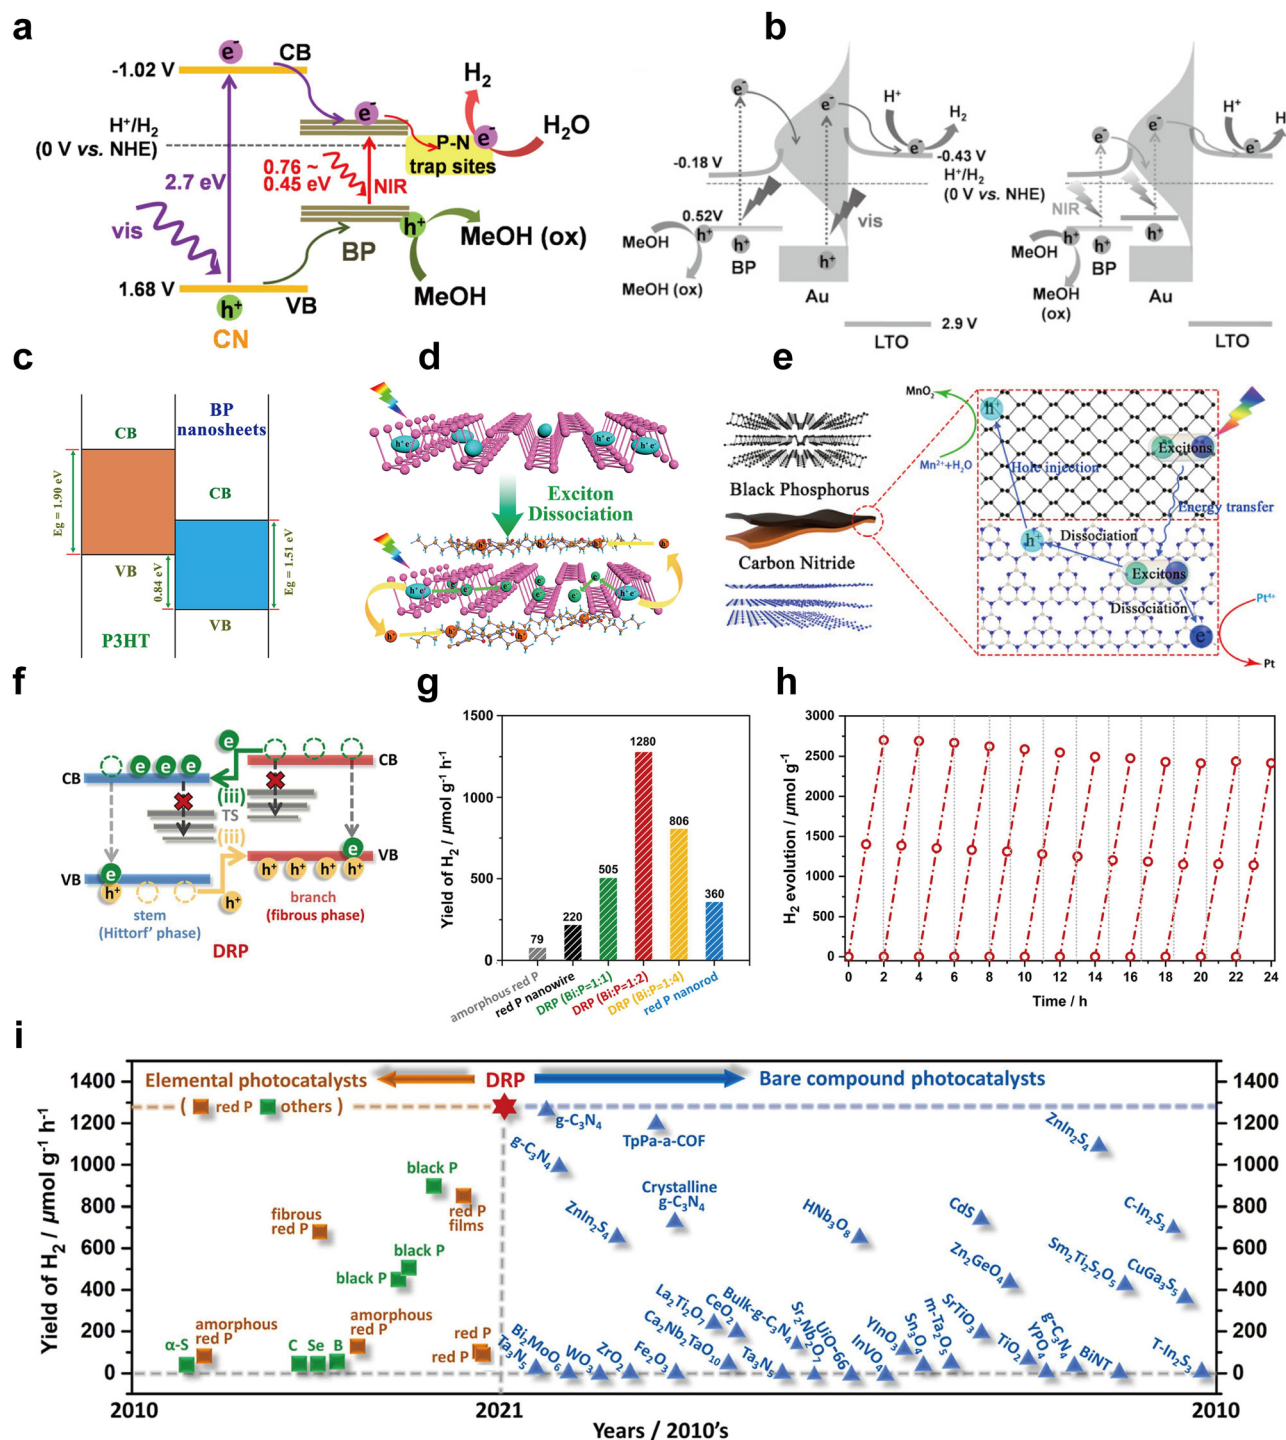 a
-1.02 V
e⁻
CB
H⁺/H₂
(0 V vs. NHE)
2.7 eV
vis
1.68 V
h⁺
VB
CN
e⁻
0.76 ~
0.45 eV
NIR
BP
H₂
e⁻
H₂O
P-N
trap sites
h⁺
MeOH (ox)
MeOH
b
e⁻
e⁻
H⁺
H₂
e⁻
-0.18 V
-0.43 V
H⁺/H₂
(0 V vs. NHE)
0.52V
vis
MeOH
h⁺
h⁺
BP
h⁺
MeOH (ox)
Au
2.9 V
LTO
e⁻
e⁻
H⁺
H₂
e⁻
NIR
MeOH
h⁺
h⁺
h⁺
BP
MeOH
(ox)
Au
LTO
c
CB
BP
nanosheets
CB
Eg = 1.90 eV
VB
0.84 eV
Eg = 1.51 eV
P3HT
VB
d
h⁺ e⁻
h⁺ e⁻
Exciton
Dissociation
h⁺
h⁺
e
Black Phosphorus
Carbon Nitride
MnO₂
Mn²⁺+H₂O
h⁺
Hole injection
Excitons
Energy transfer
h⁺
Dissociation
Excitons
Dissociation
e⁻
Pt⁴⁺
Pt
f
e
CB
e e e
CB
(iii)
TS
(iii)
VB
e
h⁺ h⁺ h⁺ h⁺
VB
e
h⁺
h⁺
stem
(Hittorf' phase)
branch
(fibrous phase)
DRP
g
Yield of H₂ / μmol g⁻¹ h⁻¹
1500
1000
500
0
79
220
505
1280
806
360
amorphous red P
red P nanowire
DRP (Bi:P=1:1)
DRP (Bi:P=1:2)
DRP (Bi:P=1:4)
red P nanorod
h
H₂ evolution / μmol g⁻¹
3000
2500
2000
1500
1000
500
0
0 2 4 6 8 10 12 14 16 18 20 22 24
Time / h
i
Yield of H₂ / μmol g⁻¹ h⁻¹
1400
1200
1000
800
600
400
200
0
1400
1200
1000
800
600
400
200
0
Elemental photocatalysts
DRP
Bare compound photocatalysts
( red P others )
g-C₃N₄
TpPa-a-COF
ZnIn₂S₄
g-C₃N₄
black P
Crystalline
g-C₃N₄
fibrous
red P
red P
films
ZnIn₂S₄
HNb₃O₈
CdS
C-In₂S₃
black P
black P
Zn₂GeO₄
Sm₂Ti₂S₂O₅
CuGa₃S₅
α-S
amorphous
red P
C
Se
B
amorphous
red P
red P
red P
Ta₃N₅
Bi₂MoO₆
WO₃
ZrO₂
Fe₂O₃
La₂Ti₂O₇
CeO₂
Ca₂Nb₂TaO₁₀
Bulk-g-C₃N₄
Ta₃N₅
Sr₂Nb₂O₇
UiO-66
InVO₄
YInO₃
Sn₃O₄
m-Ta₂O₅
SrTiO₃
TiO₂
YPO₄
g-C₃N₄
BiNT
T-In₂S₃
2010
2021
2010
Years / 2010's